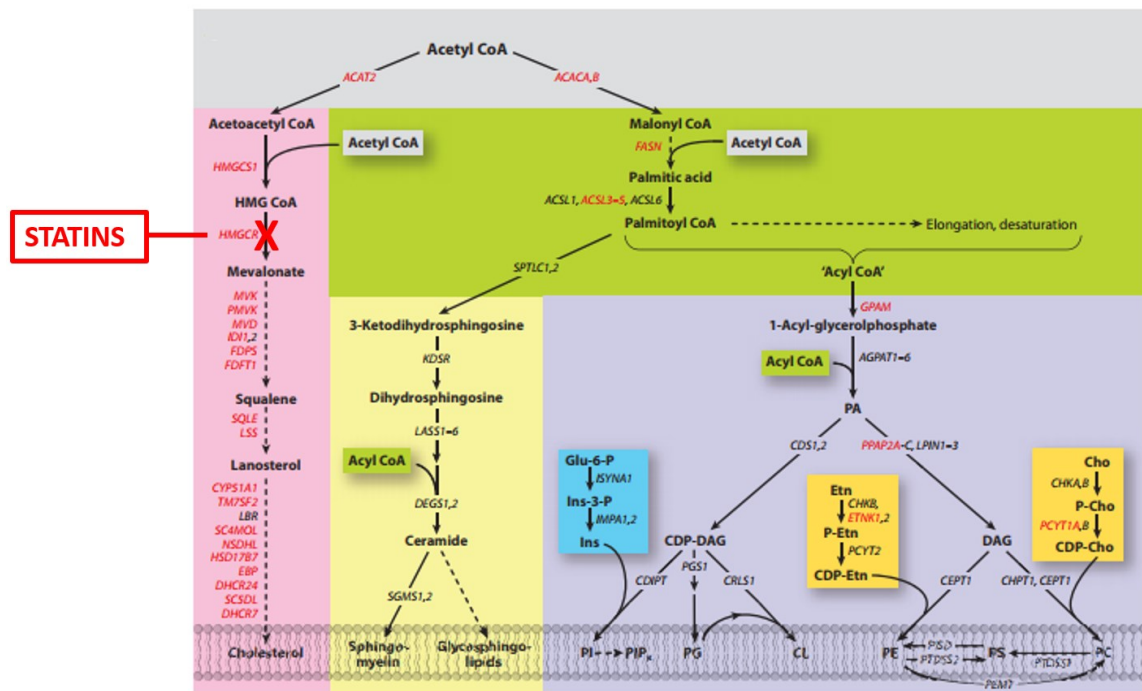 Acetyl CoA
ACAT2
ACACA,B
Acetoacetyl CoA
Acetyl CoA
HMGCS1
HMG CoA
STATINS
HMGCR
X
Mevalonate
MVK
PMVK
MVD
IDI1,2
FDPS
FDFT1
Squalene
SQLE
LSS
Lanosterol
CYP51A1
TM7SF2
LBR
SC4MOL
NSDHL
HSD17B7
EBP
DHCR24
SC5DL
DHCR7
Cholesterol
Malonyl CoA
FASN
Acetyl CoA
Palmitic acid
ACSL1, ACSL3=5, ACSL6
Palmitoyl CoA
Elongation, desaturation
'Acyl CoA'
SPTLC1,2
3-Ketodihydrosphingosine
KDSR
Dihydrosphingosine
LASS1=6
Acyl CoA
DEGS1,2
Ceramide
SGMS1,2
Sphingo-
myelin
Glycosphingo-
lipids
GPAM
1-Acyl-glycerolphosphate
Acyl CoA
AGPAT1=6
PA
CDS1,2
PPAP2A-C, LPIN1=3
Glu-6-P
ISYNA1
Ins-3-P
IMPA1,2
Ins
CDP-DAG
CDIPT
PGS1
CRLS1
PI
PIPx
PG
CL
Etn
CHKB,
ETNK1,2
P-Etn
PCYT2
CDP-Etn
DAG
CEPT1
CHPT1, CEPT1
Cho
CHKA,B
P-Cho
PCYT1A,B
CDP-Cho
PE
PISD
PTDSS2
PS
PTDSS1
PC
PEMT